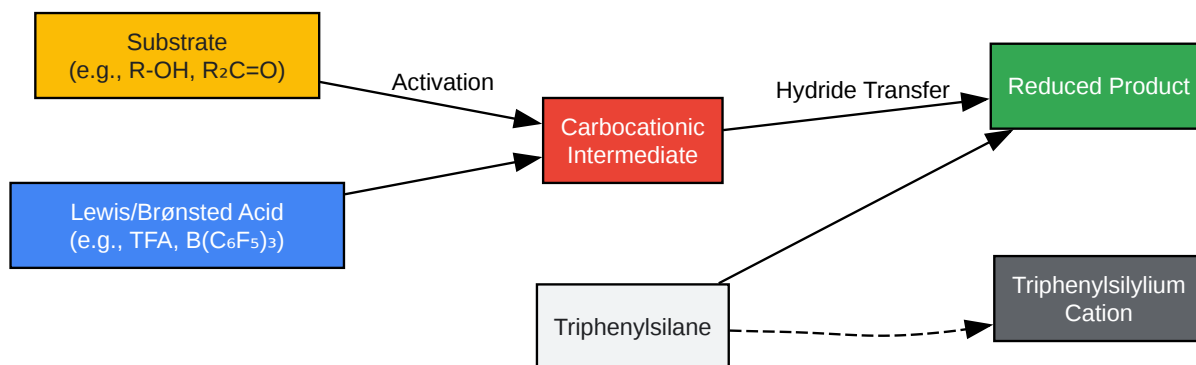 Substrate
(e.g., R-OH, R₂C=O)
Activation
Lewis/Brønsted Acid
(e.g., TFA, B(C₆F₅)₃)
Carbocationic
Intermediate
Hydride Transfer
Reduced Product
Triphenylsilane
Triphenylsilylium
Cation